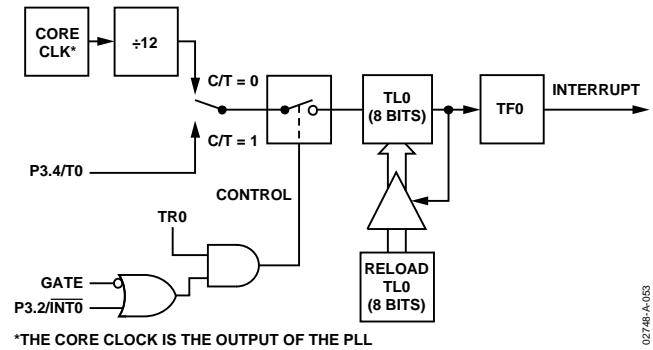 CORE
CLK*
÷12
C/T = 0
C/T = 1
P3.4/T0
TL0
(8 BITS)
TF0
INTERRUPT
CONTROL
TR0
GATE
P3.2/INT0
RELOAD
TL0
(8 BITS)
*THE CORE CLOCK IS THE OUTPUT OF THE PLL
02748-A-053